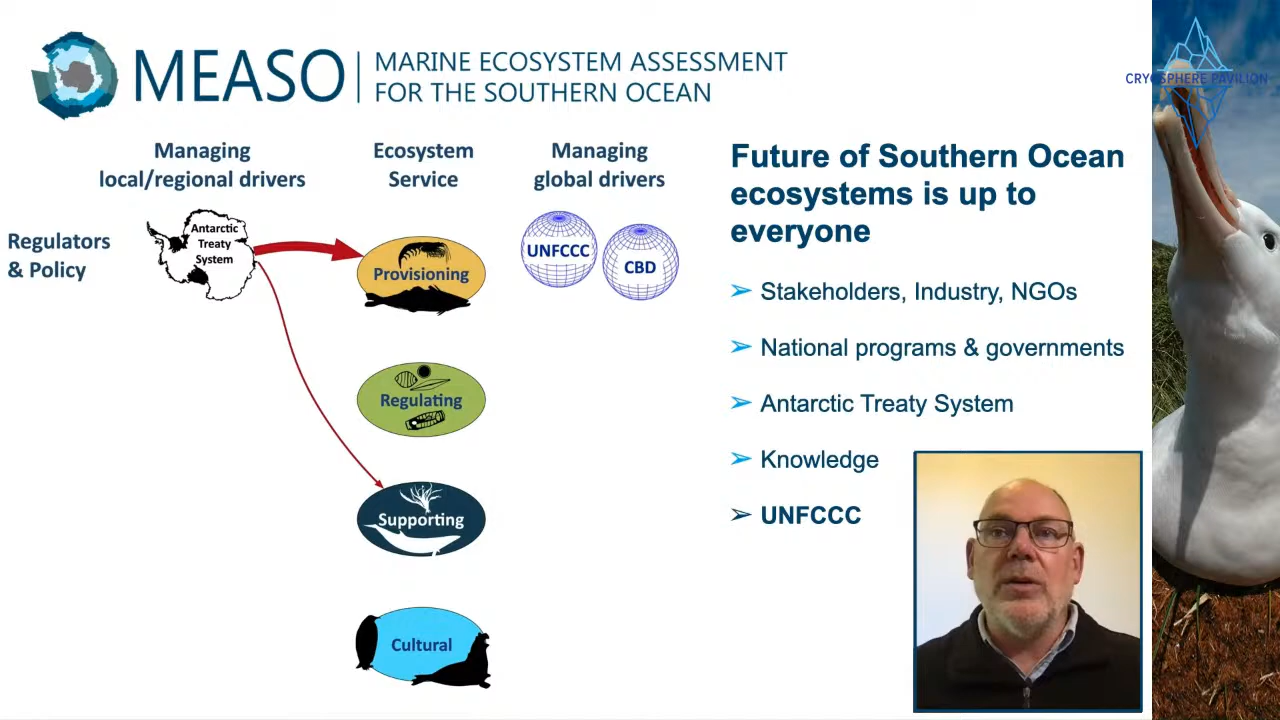 MEASO
MARINE ECOSYSTEM ASSESSMENT
FOR THE SOUTHERN OCEAN
CRYOSPHERE PAVILION
Managing
local/regional drivers
Ecosystem
Service
Managing
global drivers
Regulators
& Policy
Antarctic
Treaty
System
Provisioning
UNFCCC
CBD
Regulating
Supporting
Cultural
Future of Southern Ocean
ecosystems is up to
everyone
➢ Stakeholders, Industry, NGOs
➢ National programs & governments
➢ Antarctic Treaty System
➢ Knowledge
➢ UNFCCC